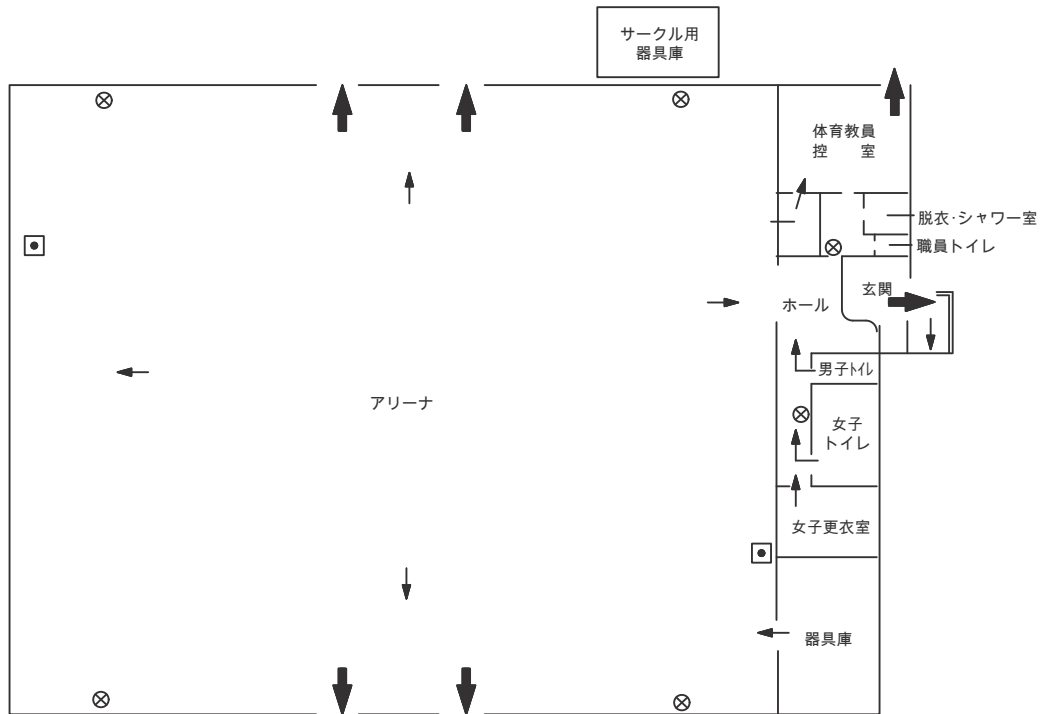 サークル用
器具庫
体育教員
控　　室
脱衣･シャワー室
職員トイレ
玄関
ホール
男子ﾄｲﾚ
アリーナ
女子
トイレ
女子更衣室
器具庫